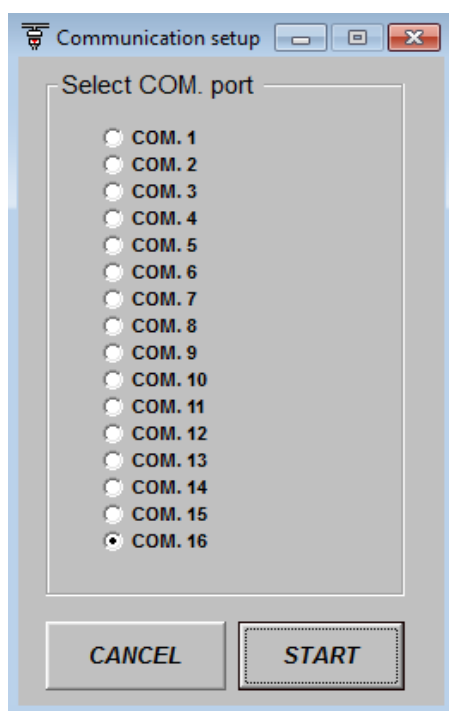 Communication setup
Select COM. port
COM. 1
COM. 2
COM. 3
COM. 4
COM. 5
COM. 6
COM. 7
COM. 8
COM. 9
COM. 10
COM. 11
COM. 12
COM. 13
COM. 14
COM. 15
COM. 16
CANCEL START